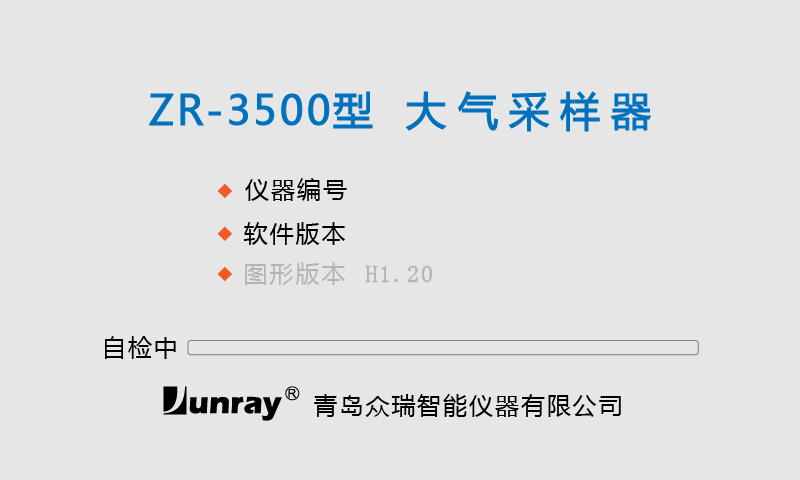 ZR-3500型 大气采样器
仪器编号
软件版本
图形版本 H1.20
自检中
Junray® 青岛众瑞智能仪器有限公司